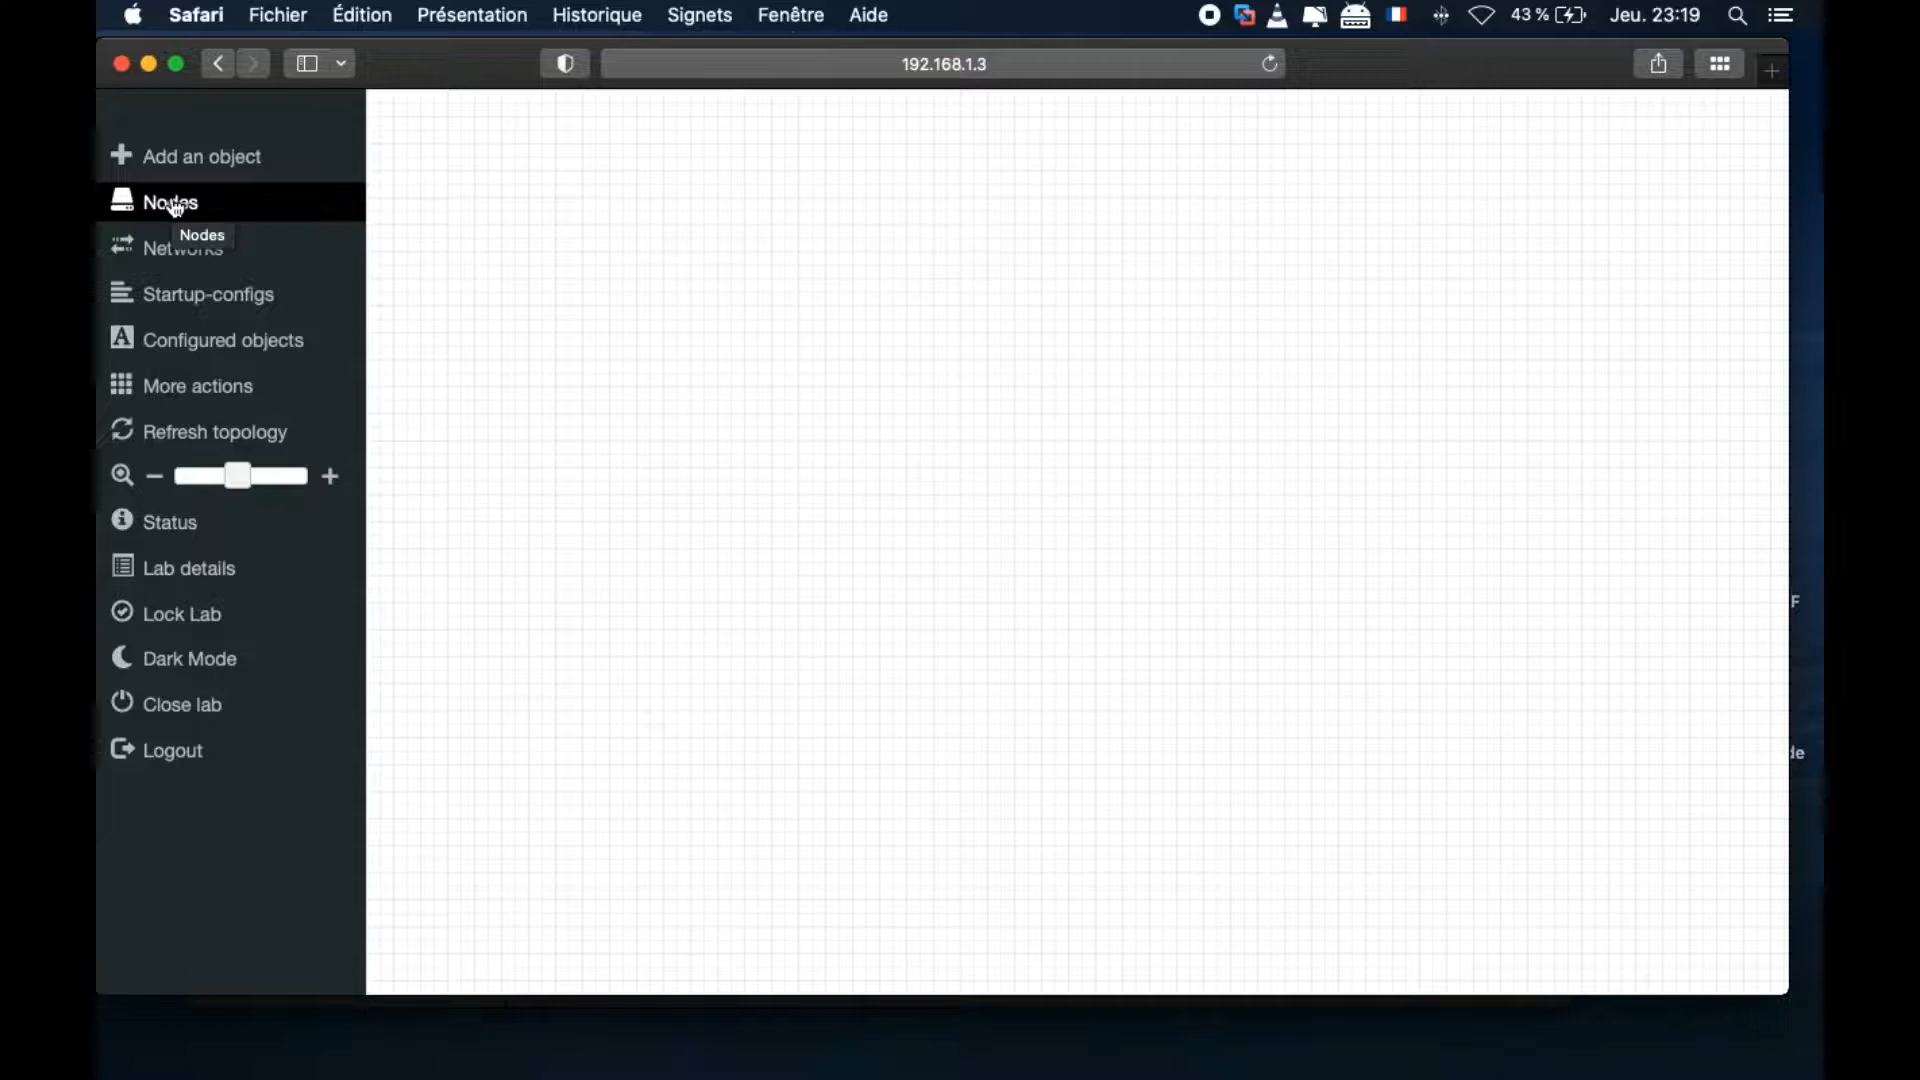 Safari Fichier Édition Présentation Historique Signets Fenêtre Aide 43 % Jeu. 23:19
192.168.1.3
Add an object
Nodes
Nodes
Networks
Startup-configs
Configured objects
More actions
Refresh topology
Status
Lab details
Lock Lab
Dark Mode
Close lab
Logout
F
de